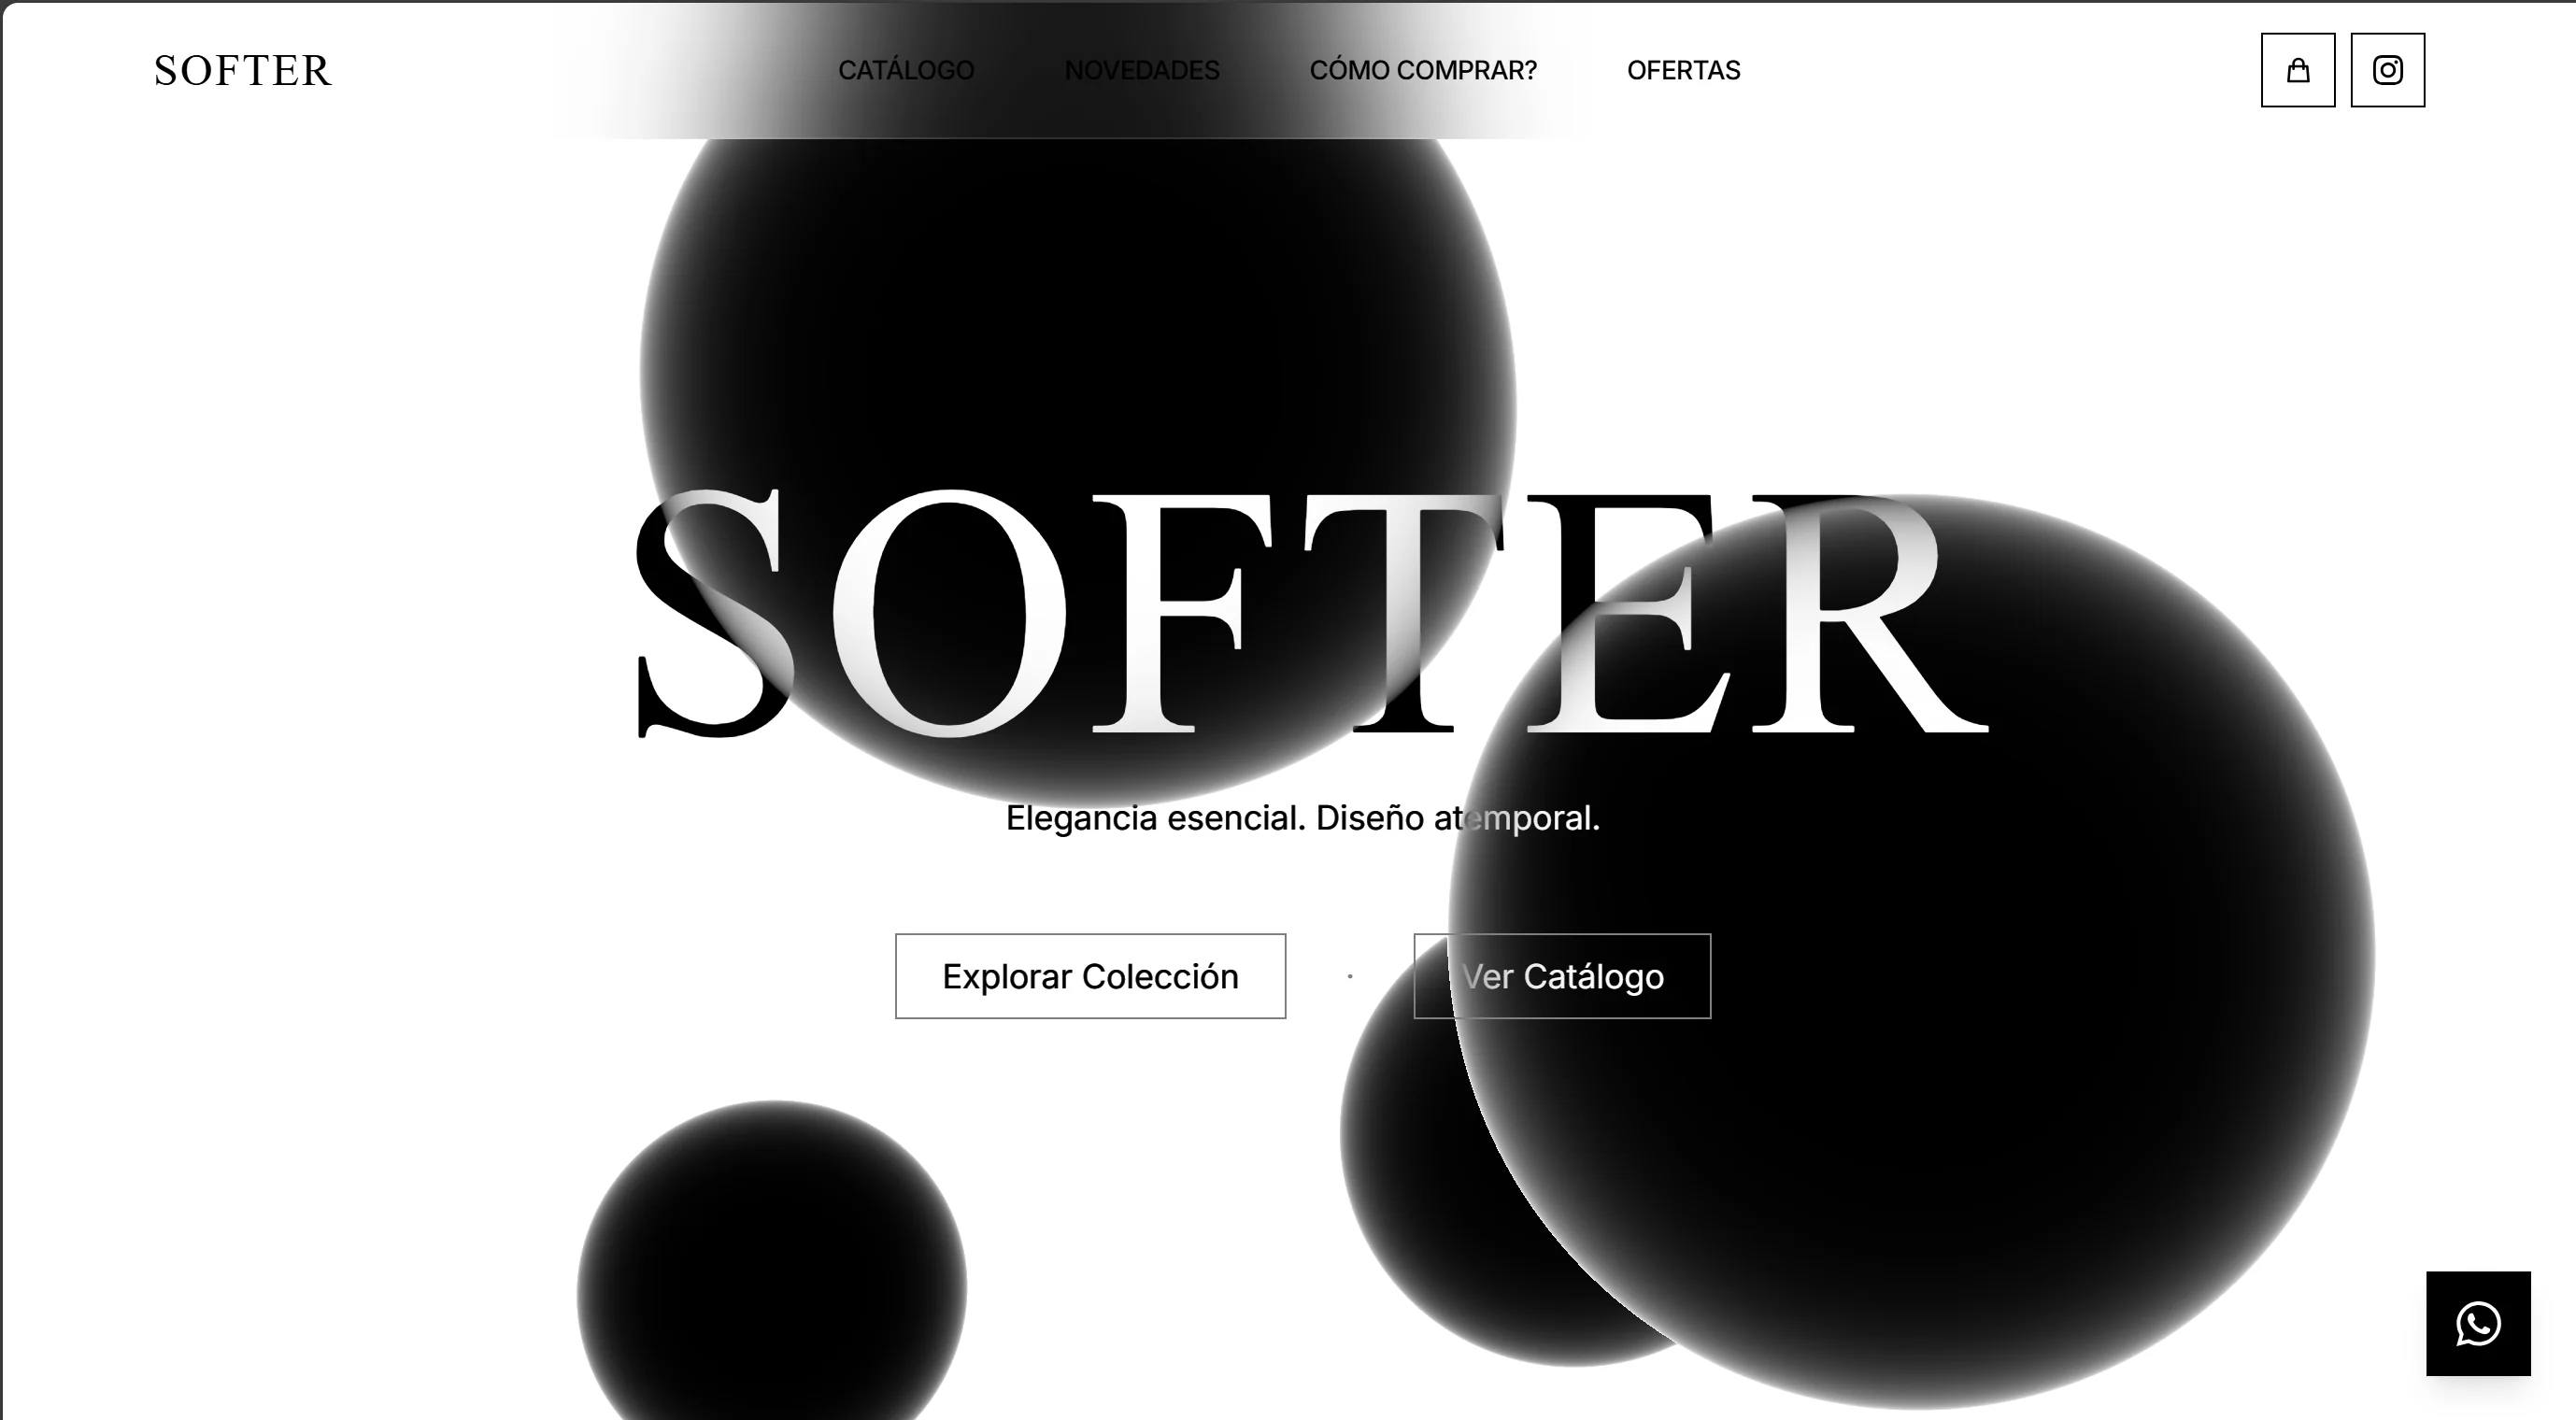 SOFTER
CATÁLOGO NOVEDADES CÓMO COMPRAR? OFERTAS
SOFTER
Elegancia esencial. Diseño atemporal.
Explorar Colección · Ver Catálogo